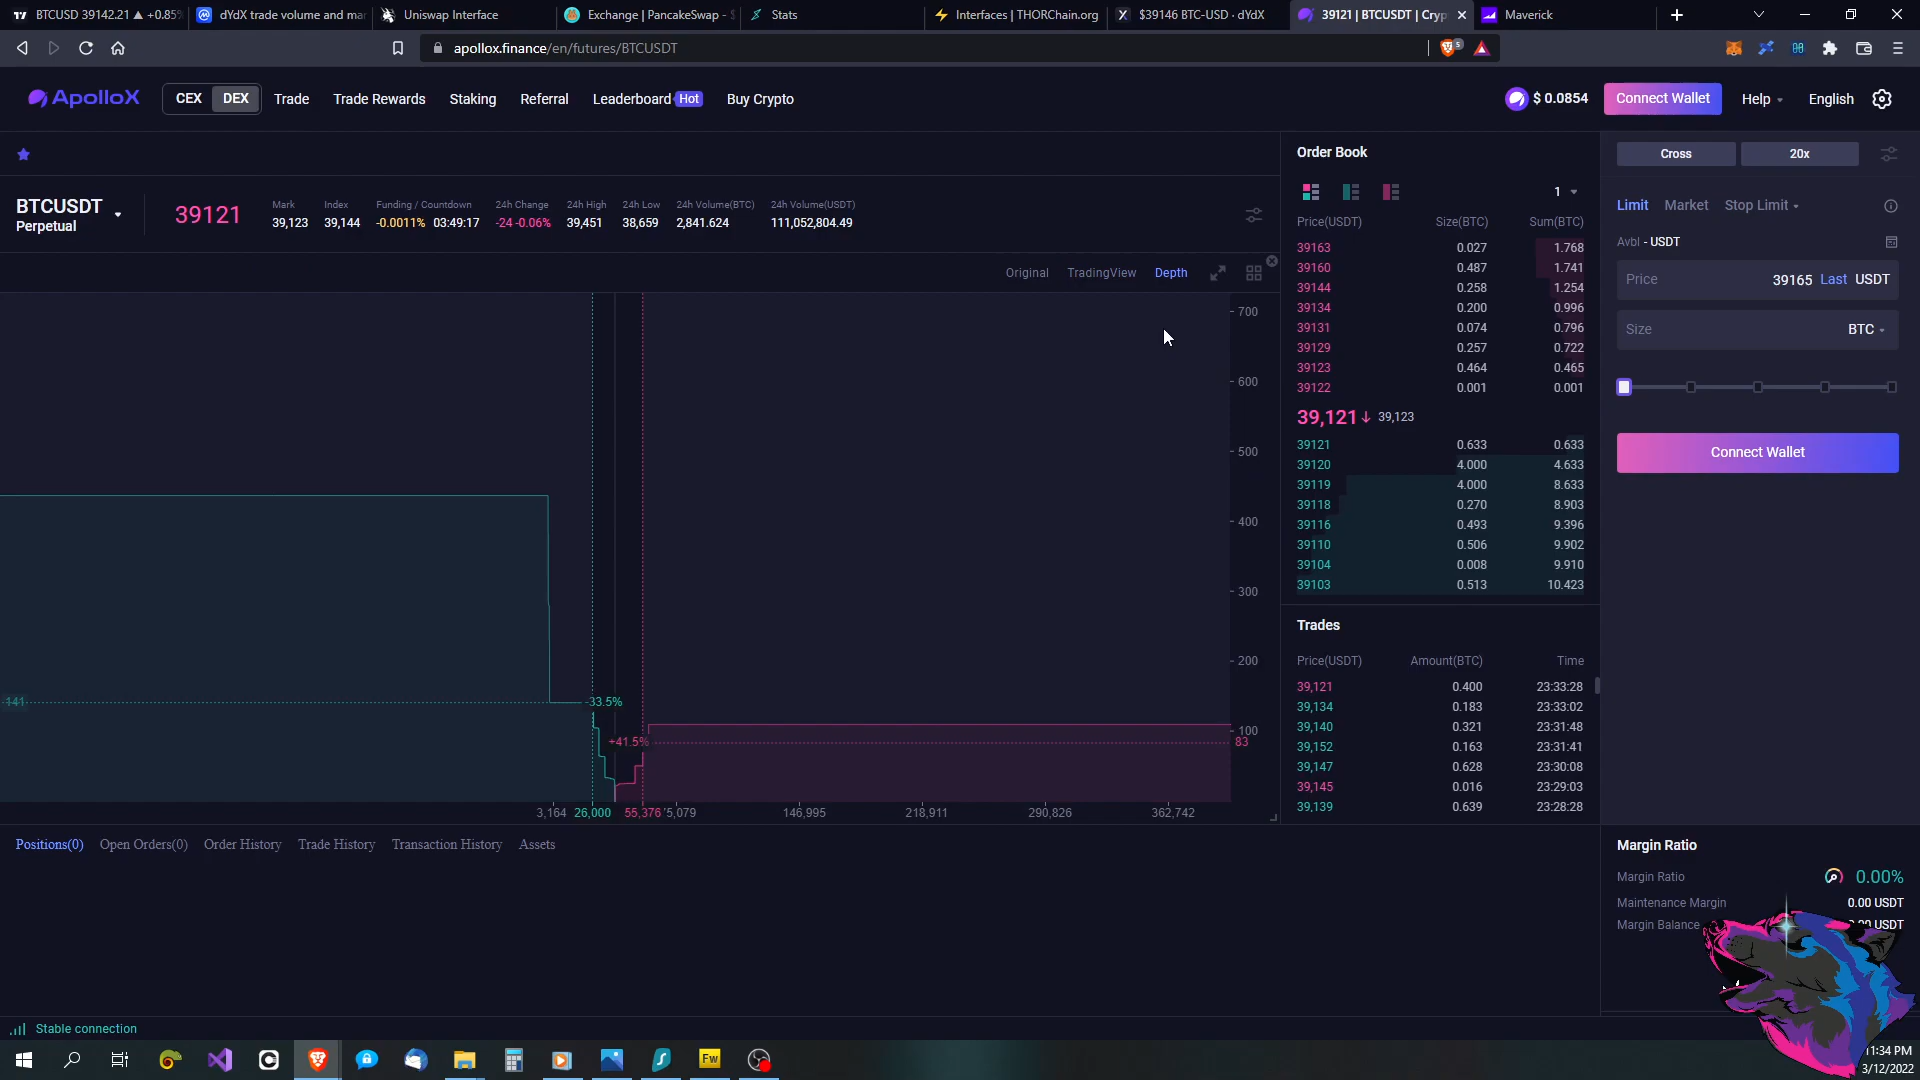 BTCUSD 39142.21 ▲ +0.85%
dYdX trade volume and mar
Uniswap Interface
Exchange | PancakeSwap - $
Stats
Interfaces | THORChain.org
$39146 BTC-USD · dYdX
39121 | BTCUSDT | Cryp
Maverick
apollox.finance/en/futures/BTCUSDT
5
ApolloX
CEX DEX Trade Trade Rewards Staking Referral Leaderboard Hot Buy Crypto
$ 0.0854 Connect Wallet Help English
BTCUSDT
Perpetual
39121
Mark Index Funding / Countdown 24h Change 24h High 24h Low 24h Volume(BTC) 24h Volume(USDT)
39,123 39,144 -0.0011% 03:49:17 -24 -0.06% 39,451 38,659 2,841.624 111,052,804.49
Original TradingView Depth
700
600
500
400
300
200
100
141
-33.5%
+41.5%
83
3,164 26,000 55,376 '5,079 146,995 218,911 290,826 362,742
Order Book
1
Price(USDT) Size(BTC) Sum(BTC)
39163 0.027 1.768
39160 0.487 1.741
39144 0.258 1.254
39134 0.200 0.996
39131 0.074 0.796
39129 0.257 0.722
39123 0.464 0.465
39122 0.001 0.001
39,121↓ 39,123
39121 0.633 0.633
39120 4.000 4.633
39119 4.000 8.633
39118 0.270 8.903
39116 0.493 9.396
39110 0.506 9.902
39104 0.008 9.910
39103 0.513 10.423
Trades
Price(USDT) Amount(BTC) Time
39,121 0.400 23:33:28
39,134 0.183 23:33:02
39,140 0.321 23:31:48
39,152 0.163 23:31:41
39,147 0.628 23:30:08
39,145 0.016 23:29:03
39,139 0.639 23:28:28
Cross 20x
Limit Market Stop Limit
Avbl - USDT
Price 39165 Last USDT
Size BTC
Connect Wallet
Positions(0) Open Orders(0) Order History Trade History Transaction History Assets
Margin Ratio
Margin Ratio 0.00%
Maintenance Margin 0.00 USDT
Margin Balance USDT
Stable connection
Fw
11:34 PM
3/12/2022